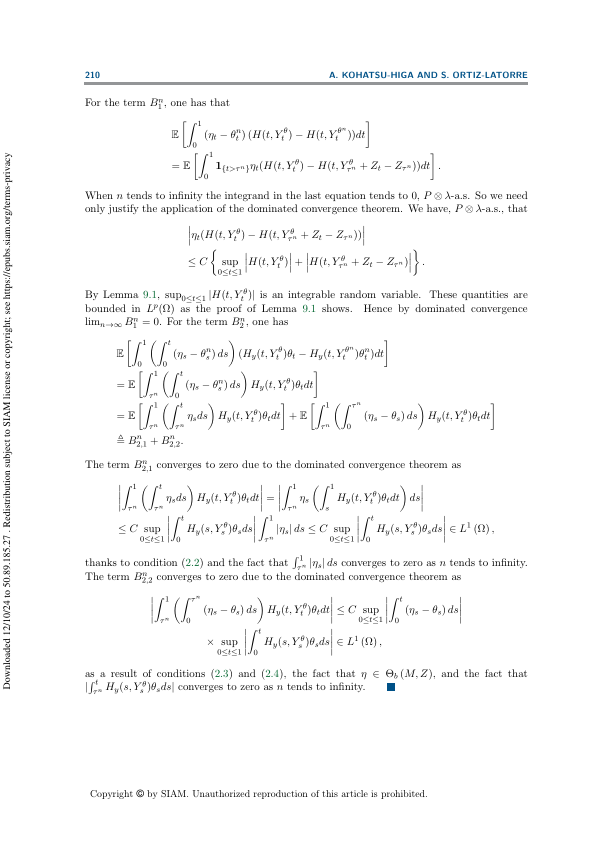 210 A. KOHATSU-HIGA AND S. ORTIZ-LATORRE
For the term $B_1^n$, one has that
$\mathbb{E}\left[\int_0^1 (\eta_t - \theta_t^n)(H(t, Y_t^\theta) - H(t, Y_t^{\theta^n}))dt\right]$
$= \mathbb{E}\left[\int_0^1 \mathbf{1}_{\{t>\tau^n\}}\eta_t(H(t, Y_t^\theta) - H(t, Y_{\tau^n}^\theta + Z_t - Z_{\tau^n}))dt\right].$
When $n$ tends to infinity the integrand in the last equation tends to 0, $P \otimes \lambda$-a.s. So we need
only justify the application of the dominated convergence theorem. We have, $P \otimes \lambda$-a.s., that
$\left|\eta_t(H(t, Y_t^\theta) - H(t, Y_{\tau^n}^\theta + Z_t - Z_{\tau^n}))\right|$
$\leq C\left\{\sup_{0\leq t\leq 1}\left|H(t, Y_t^\theta)\right| + \left|H(t, Y_{\tau^n}^\theta + Z_t - Z_{\tau^n})\right|\right\}.$
By Lemma 9.1, $\sup_{0\leq t\leq 1}|H(t, Y_t^\theta)|$ is an integrable random variable. These quantities are
bounded in $L^p(\Omega)$ as the proof of Lemma 9.1 shows. Hence by dominated convergence
$\lim_{n\to\infty} B_1^n = 0$. For the term $B_2^n$, one has
$\mathbb{E}\left[\int_0^1 \left(\int_0^t (\eta_s - \theta_s^n)\,ds\right)(H_y(t, Y_t^\theta)\theta_t - H_y(t, Y_t^{\theta^n})\theta_t^n)dt\right]$
$= \mathbb{E}\left[\int_{\tau^n}^1 \left(\int_0^t (\eta_s - \theta_s^n)\,ds\right) H_y(t, Y_t^\theta)\theta_t dt\right]$
$= \mathbb{E}\left[\int_{\tau^n}^1 \left(\int_{\tau^n}^t \eta_s ds\right) H_y(t, Y_t^\theta)\theta_t dt\right] + \mathbb{E}\left[\int_{\tau^n}^1 \left(\int_0^{\tau^n} (\eta_s - \theta_s)\,ds\right) H_y(t, Y_t^\theta)\theta_t dt\right]$
$\triangleq B_{2,1}^n + B_{2,2}^n.$
The term $B_{2,1}^n$ converges to zero due to the dominated convergence theorem as
$\left|\int_{\tau^n}^1 \left(\int_{\tau^n}^t \eta_s ds\right) H_y(t, Y_t^\theta)\theta_t dt\right| = \left|\int_{\tau^n}^1 \eta_s \left(\int_s^1 H_y(t, Y_t^\theta)\theta_t dt\right) ds\right|$
$\leq C \sup_{0\leq t\leq 1}\left|\int_0^t H_y(s, Y_s^\theta)\theta_s ds\right| \int_{\tau^n}^1 |\eta_s|\,ds \leq C \sup_{0\leq t\leq 1}\left|\int_0^t H_y(s, Y_s^\theta)\theta_s ds\right| \in L^1(\Omega),$
thanks to condition (2.2) and the fact that $\int_{\tau^n}^1 |\eta_s|\,ds$ converges to zero as $n$ tends to infinity.
The term $B_{2,2}^n$ converges to zero due to the dominated convergence theorem as
$\left|\int_{\tau^n}^1 \left(\int_0^{\tau^n} (\eta_s - \theta_s)\,ds\right) H_y(t, Y_t^\theta)\theta_t dt\right| \leq C \sup_{0\leq t\leq 1}\left|\int_0^t (\eta_s - \theta_s)\,ds\right|$
$\times \sup_{0\leq t\leq 1}\left|\int_0^t H_y(s, Y_s^\theta)\theta_s ds\right| \in L^1(\Omega),$
as a result of conditions (2.3) and (2.4), the fact that $\eta \in \Theta_b(M, Z)$, and the fact that
$|\int_{\tau^n}^t H_y(s, Y_s^\theta)\theta_s ds|$ converges to zero as $n$ tends to infinity. ■
Copyright © by SIAM. Unauthorized reproduction of this article is prohibited.
Downloaded 12/10/24 to 50.89.185.27 . Redistribution subject to SIAM license or copyright; see https://epubs.siam.org/terms-privacy